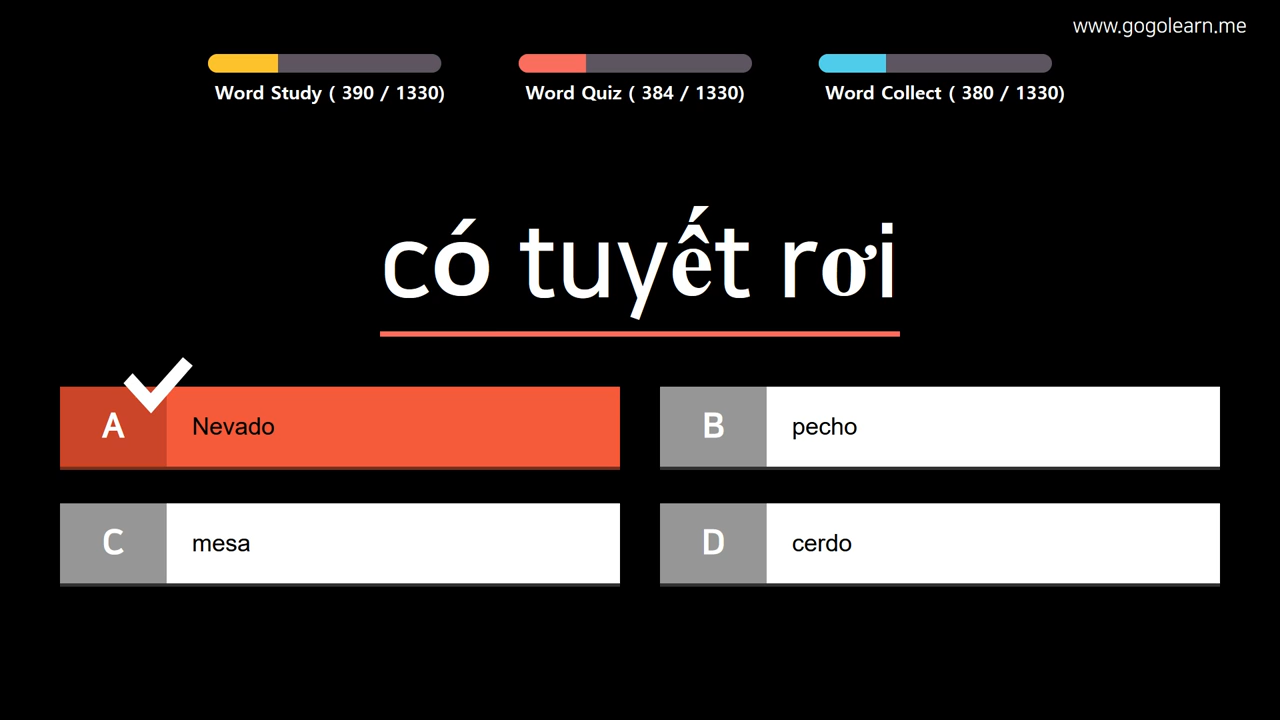 www.gogolearn.me
Word Study ( 390 / 1330)
Word Quiz ( 384 / 1330)
Word Collect ( 380 / 1330)
có tuyết rơi
A Nevado
B pecho
C mesa
D cerdo